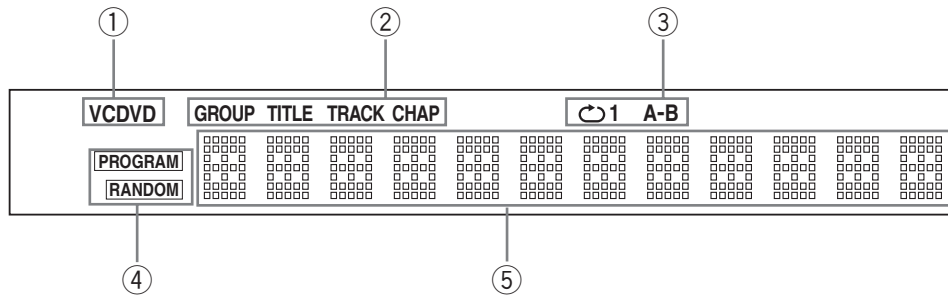 ① ② ③
VCDVD GROUP TITLE TRACK CHAP 1 A-B
PROGRAM
RANDOM
④ ⑤